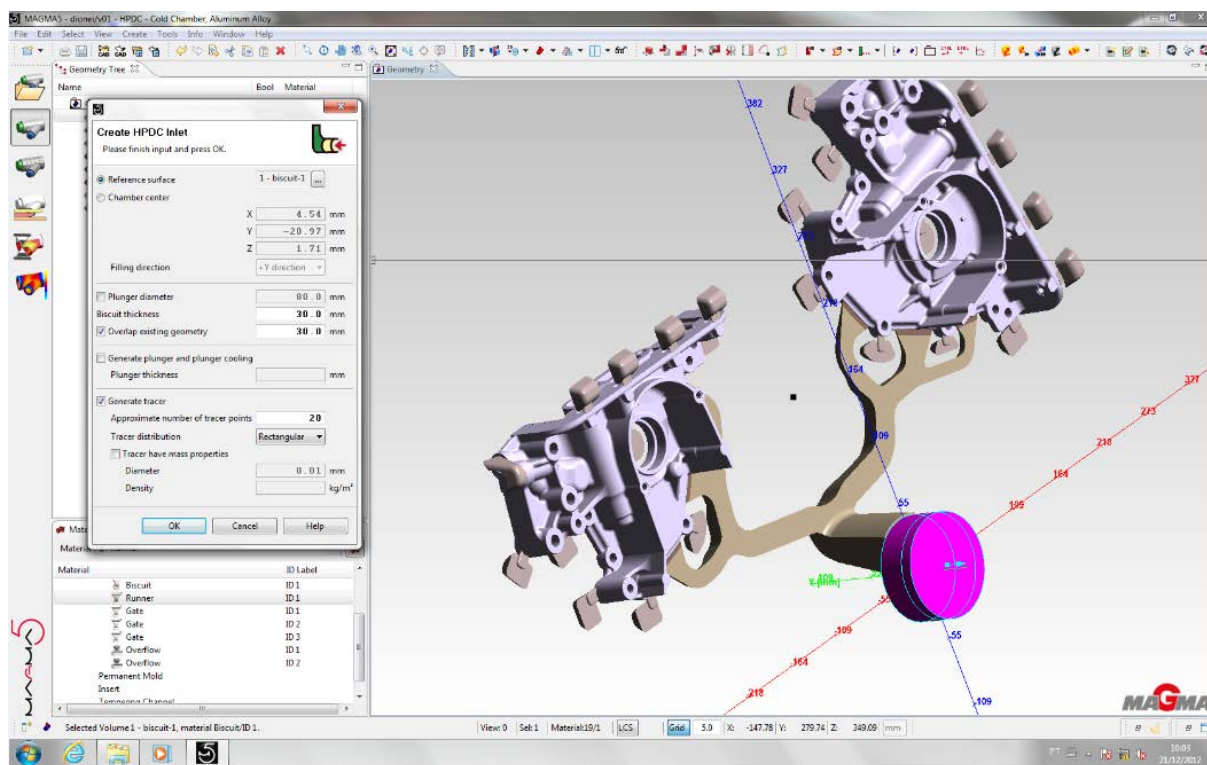 MAGMA5 - dionei/v01 - HPDC - Cold Chamber, Aluminum Alloy
File Edit Select View Create Tools Info Window Help
Geometry Tree
Name Bool Material
Create HPDC Inlet
Please finish input and press OK.
Reference surface 1 - biscuit-1 ...
Chamber center
X 4.54 mm
Y -20.97 mm
Z 1.71 mm
Filling direction +Y direction
Plunger diameter 80.0 mm
Biscuit thickness 30.0 mm
Overlap existing geometry 30.0 mm
Generate plunger and plunger cooling
Plunger thickness mm
Generate tracer
Approximate number of tracer points 20
Tracer distribution Rectangular
Tracer have mass properties
Diameter 0.01 mm
Density kg/m³
OK Cancel Help
Material
Material ID Label
Biscuit ID 1
Runner ID 1
Gate ID 1
Gate ID 2
Gate ID 3
Overflow ID 1
Overflow ID 2
Permanent Mold
Insert
Tempering Channel
Geometry
382
327
464
109
55
327
273
218
164
109
55
109
55
109
164
218
55
109
MAGMA
MAGMA5
Selected Volume 1 - biscuit-1, material Biscuit/ID 1.
View: 0 Sel: 1 Material:19/1 LCS Grid 5.0 X: -147.78 Y: 279.74 Z: 349.09 mm
PT
10:03
21/12/2012